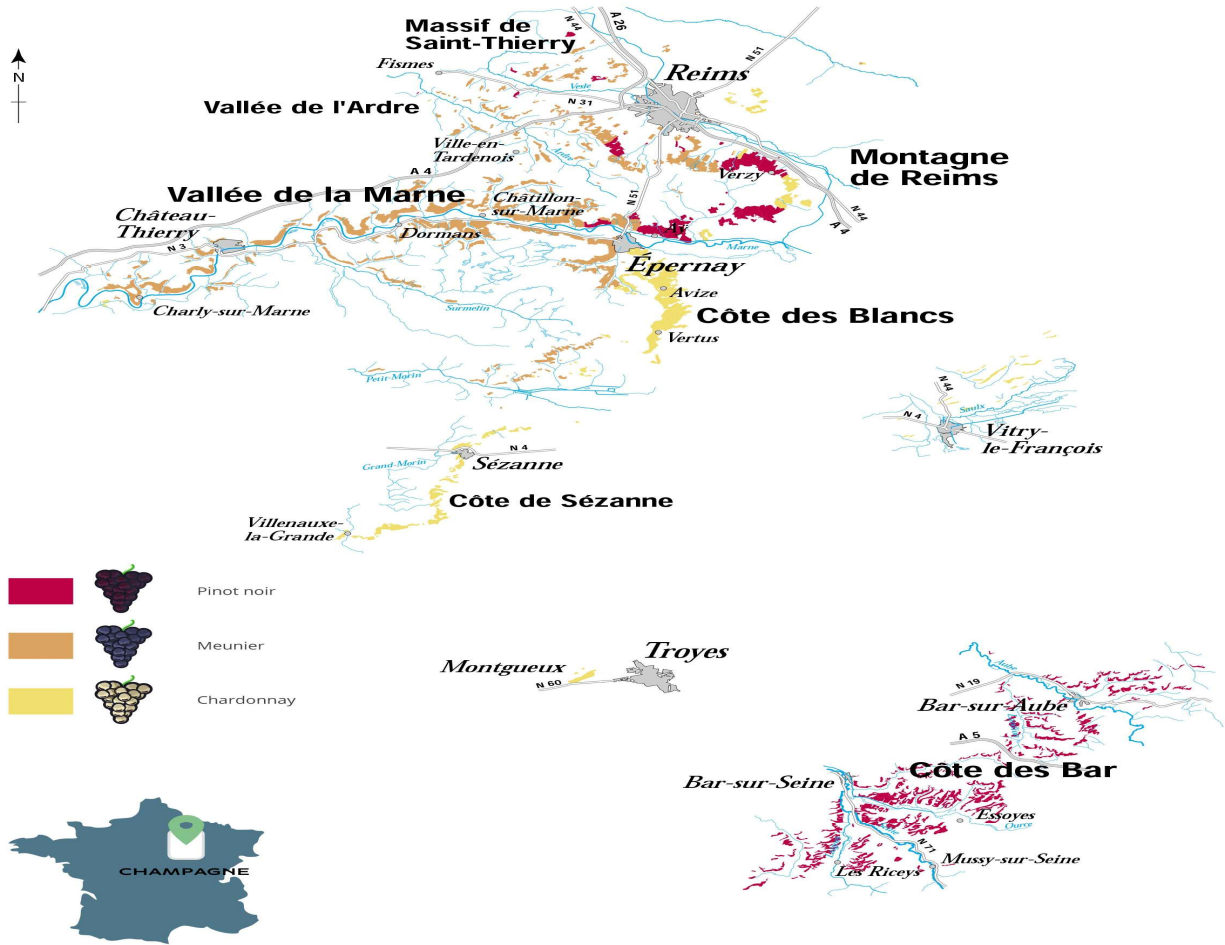 Massif de
Saint-Thierry
N 44
A 26
N 51
Fismes
Reims
Vesle
N 31
Vallée de l'Ardre
Ville-en-
Tardenois
Ardre
A 4
Verzy
Montagne
de Reims
Vallée de la Marne
Châtillon-
sur-Marne
N 51
N 44
A 4
Château-
Thierry
N 3
Dormans
Aÿ
Marne
Épernay
Avize
Charly-sur-Marne
Surmelin
Côte des Blancs
Vertus
Petit-Morin
N 44
Saulx
N 4
Vitry-
le-François
N 4
Grand-Morin
Sézanne
Côte de Sézanne
Villenauxe-
la-Grande
Pinot noir
Meunier
Chardonnay
Troyes
Montgueux
N 60
Aube
N 19
Bar-sur-Aube
A 5
Côte des Bar
Bar-sur-Seine
Essoyes
Ource
N 71
Mussy-sur-Seine
Les Riceys
CHAMPAGNE
N